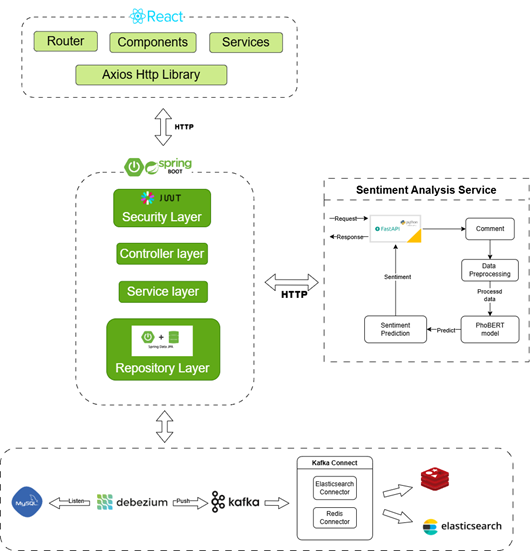 React
Router
Components
Services
Axios Http Library
HTTP
spring
BOOT
JWT
Security Layer
Controller layer
Service layer
Spring Data JPA
Repository Layer
HTTP
Sentiment Analysis Service
Request
Response
FastAPI
python
Comment
Data
Preprocessing
Processd
data
PhoBERT
model
Predict
Sentiment
Prediction
Sentiment
MySQL
Listen
debezium
Push
kafka
Kafka Connect
Elasticsearch
Connector
Redis
Connector
elasticsearch